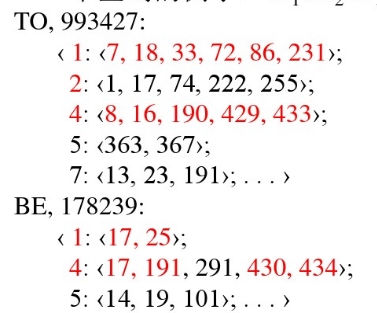 TO, 993427:
‹ 1: ‹7, 18, 33, 72, 86, 231›;
2: ‹1, 17, 74, 222, 255›;
4: ‹8, 16, 190, 429, 433›;
5: ‹363, 367›;
7: ‹13, 23, 191›; . . . ›
BE, 178239:
‹ 1: ‹17, 25›;
4: ‹17, 191, 291, 430, 434›;
5: ‹14, 19, 101›; . . . ›